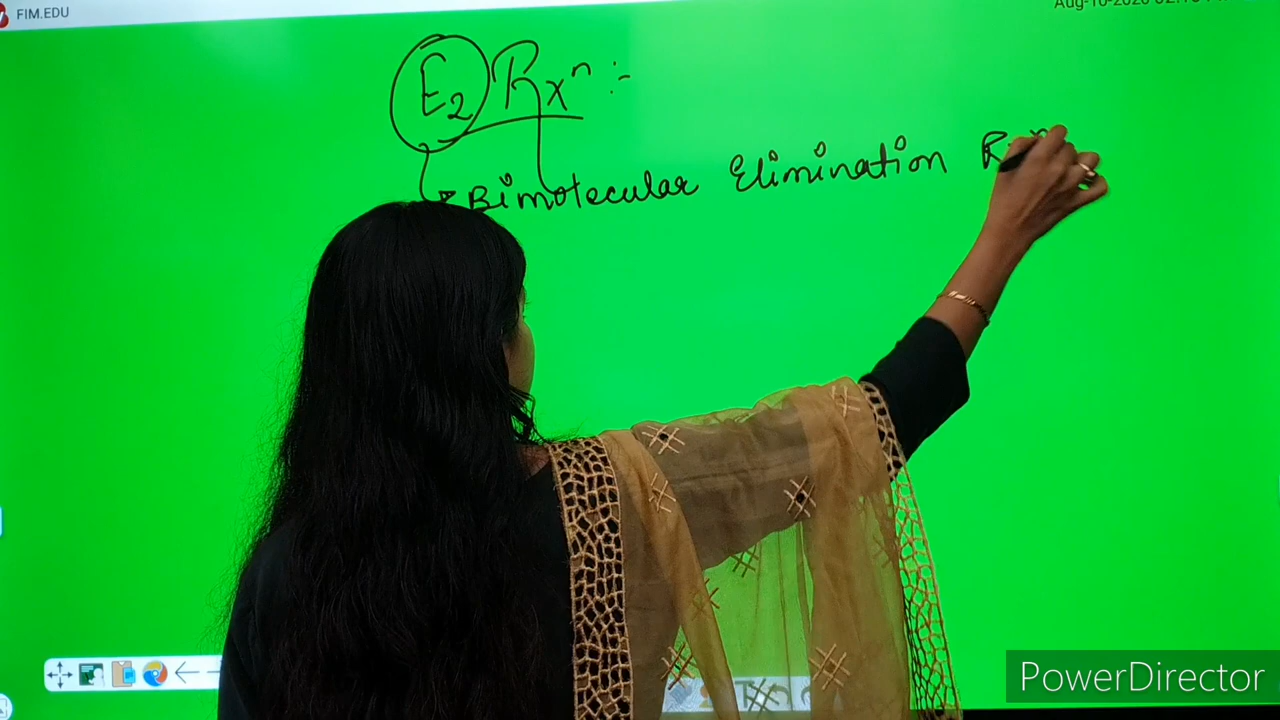 FIM.EDU
E2 Rxn :-
Bimolecular Elimination
PowerDirector